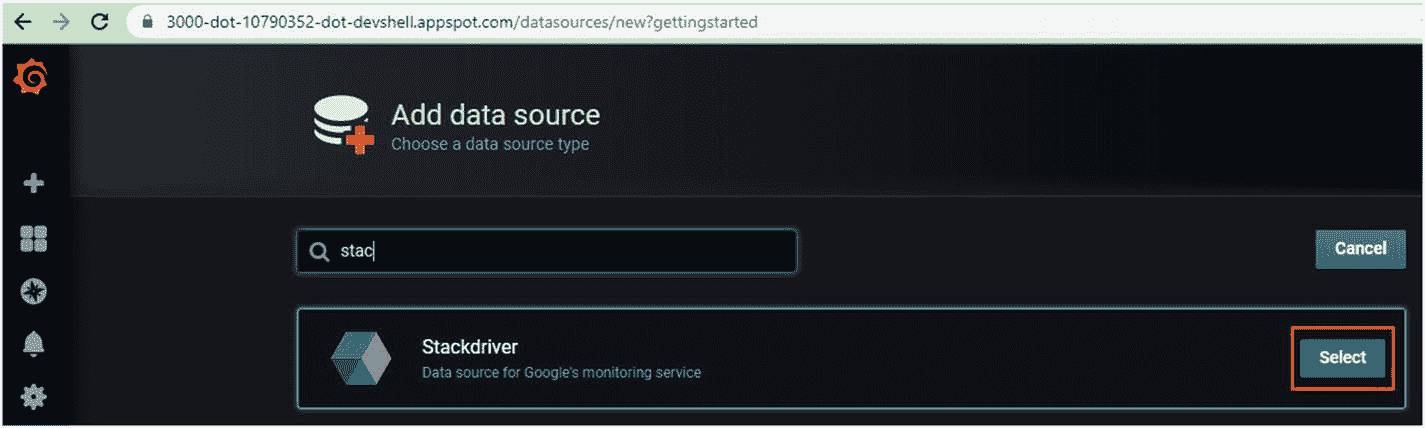 3000-dot-10790352-dot-devshell.appspot.com/datasources/new?gettingstarted
Add data source
Choose a data source type
stac
Cancel
Stackdriver
Data source for Google's monitoring service
Select